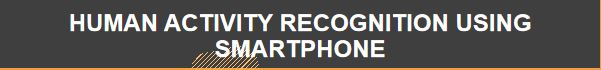 HUMAN ACTIVITY RECOGNITION USING
SMARTPHONE